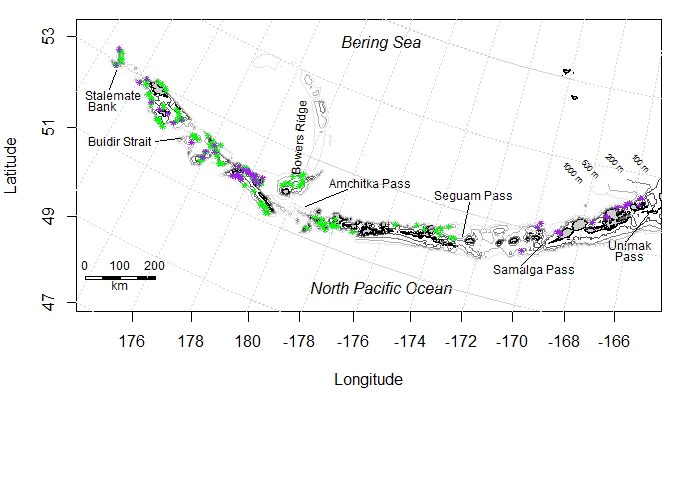 53
51
49
47
Latitude
Bering Sea
Stalemate
Bank
Buldir Strait
Bowers Ridge
Amchitka Pass
Seguam Pass
1000 m
500 m
200 m
100 m
Unimak
Pass
Samalga Pass
0 100 200
km
North Pacific Ocean
176 178 180 -178 -176 -174 -172 -170 -168 -166
Longitude